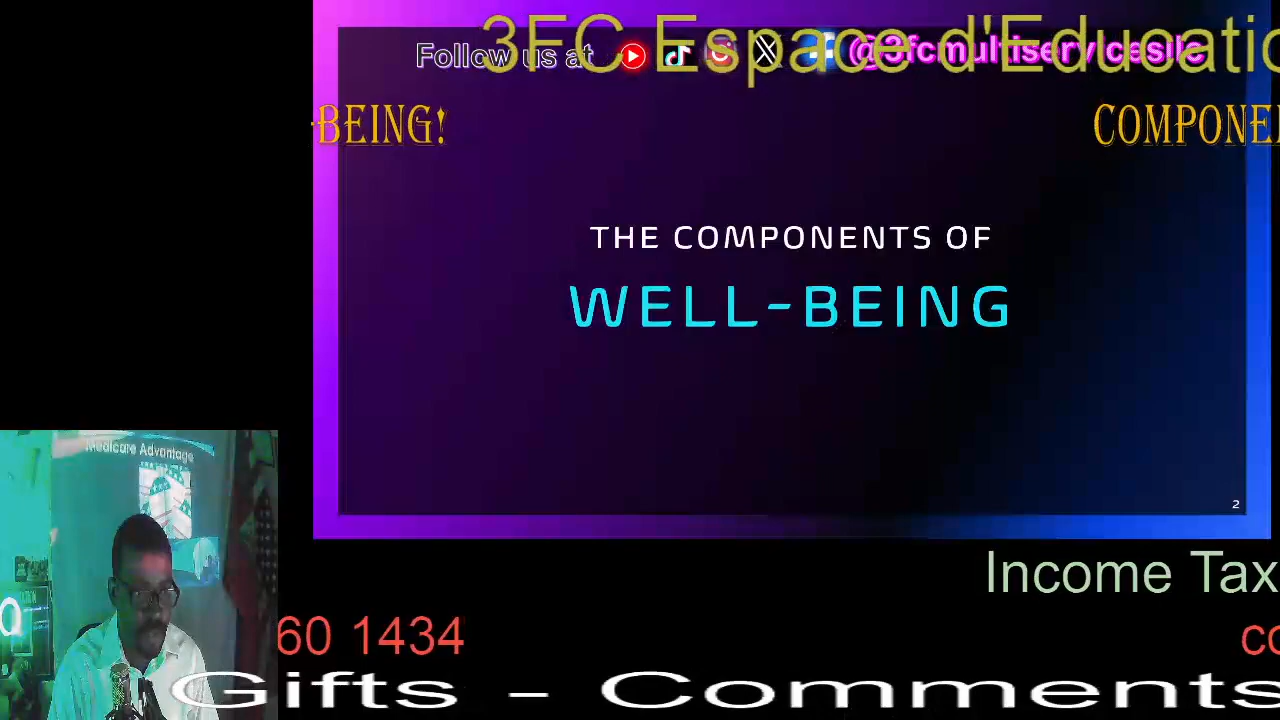 3FC Espace d'Educatio
Follow us at @3fcmultiservicesllc
-BEING!
COMPONE
THE COMPONENTS OF
WELL-BEING
2
Medicare Advantage
Income Tax
60 1434
co
Gifts - Comments